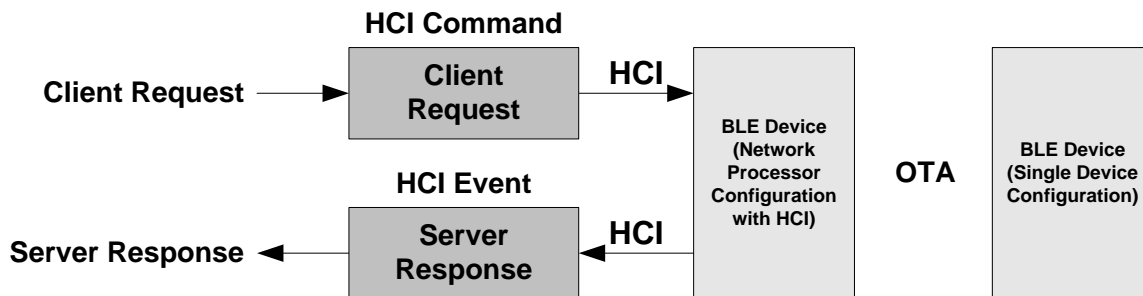 HCI Command
Client Request
Client
Request
HCI
HCI Event
Server Response
Server
Response
HCI
BLE Device
(Network
Processor
Configuration
with HCI)
OTA
BLE Device
(Single Device
Configuration)